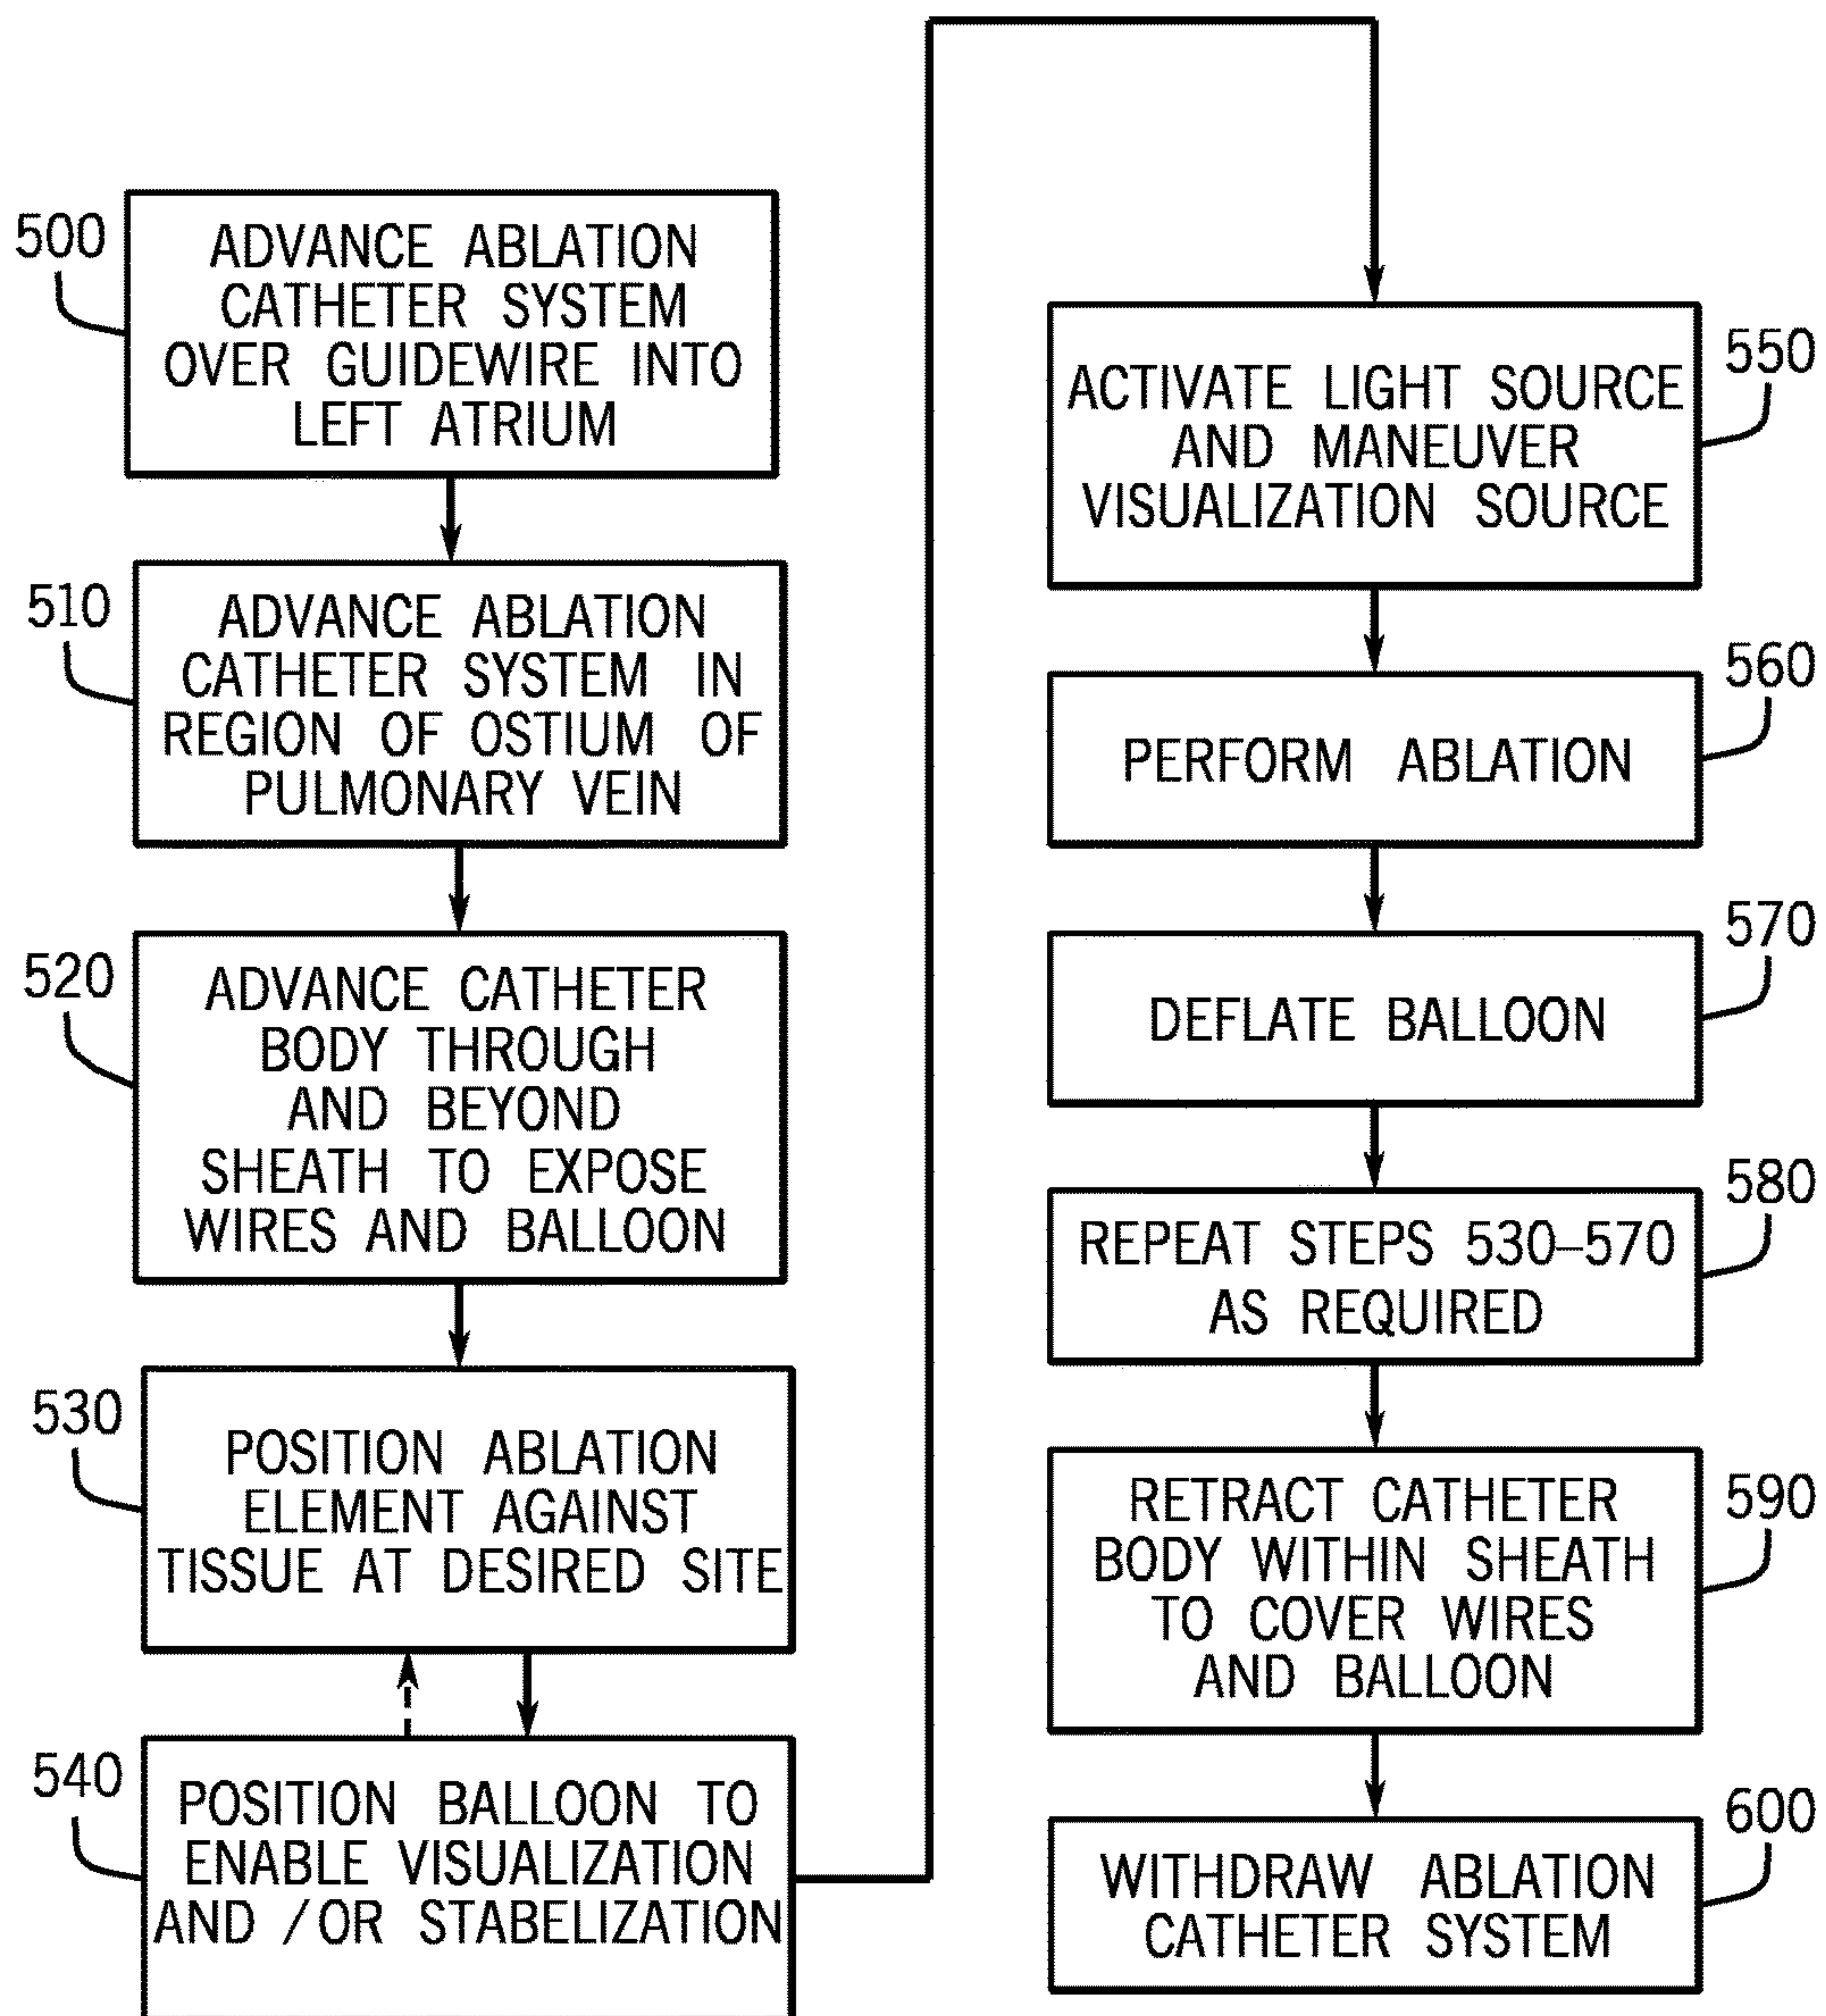 500
ADVANCE ABLATION
CATHETER SYSTEM
OVER GUIDEWIRE INTO
LEFT ATRIUM
510
ADVANCE ABLATION
CATHETER SYSTEM IN
REGION OF OSTIUM OF
PULMONARY VEIN
520
ADVANCE CATHETER
BODY THROUGH
AND BEYOND
SHEATH TO EXPOSE
WIRES AND BALLOON
530
POSITION ABLATION
ELEMENT AGAINST
TISSUE AT DESIRED SITE
540
POSITION BALLOON TO
ENABLE VISUALIZATION
AND /OR STABELIZATION
550
ACTIVATE LIGHT SOURCE
AND MANEUVER
VISUALIZATION SOURCE
560
PERFORM ABLATION
570
DEFLATE BALLOON
580
REPEAT STEPS 530–570
AS REQUIRED
590
RETRACT CATHETER
BODY WITHIN SHEATH
TO COVER WIRES
AND BALLOON
600
WITHDRAW ABLATION
CATHETER SYSTEM